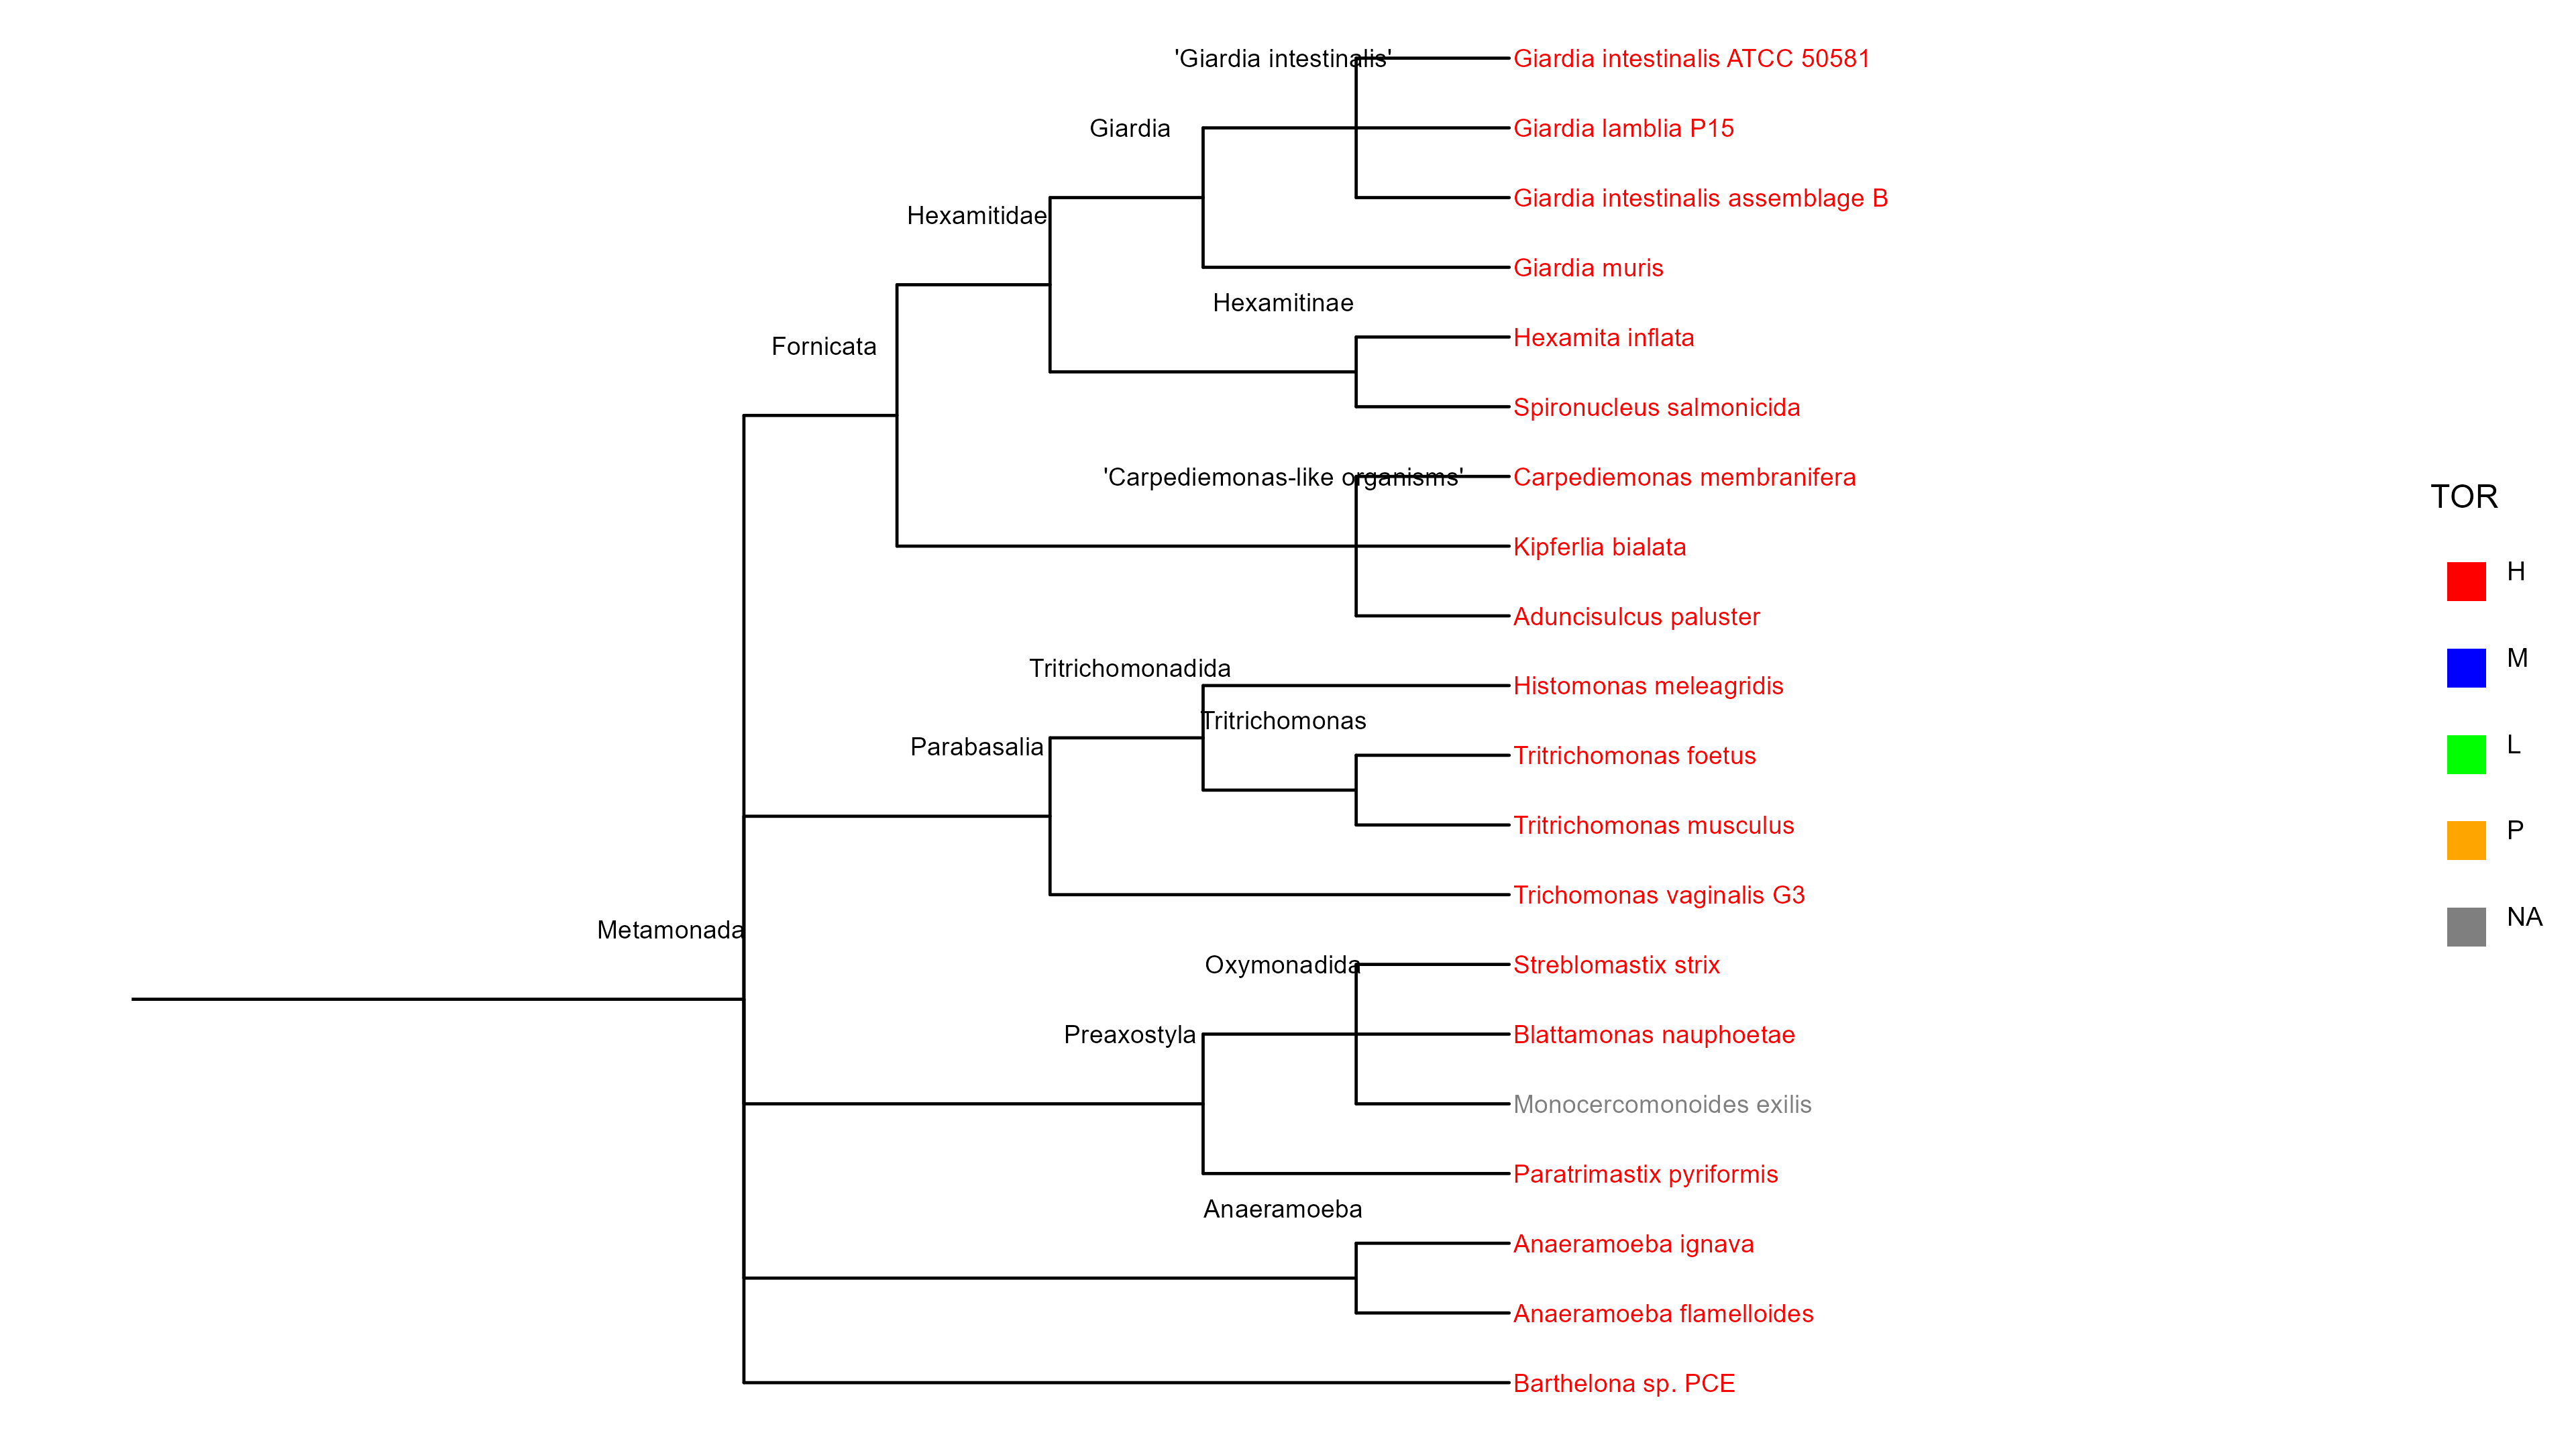 'Giardia intestinalis'
Giardia intestinalis ATCC 50581
Giardia
Giardia lamblia P15
Hexamitidae
Giardia intestinalis assemblage B
Giardia muris
Hexamitinae
Fornicata
Hexamita inflata
Spironucleus salmonicida
'Carpediemonas-like organisms'
Carpediemonas membranifera
Kipferlia bialata
Aduncisulcus paluster
Tritrichomonadida
Histomonas meleagridis
Tritrichomonas
Parabasalia
Tritrichomonas foetus
Tritrichomonas musculus
Trichomonas vaginalis G3
Metamonada
Oxymonadida
Streblomastix strix
Preaxostyla
Blattamonas nauphoetae
Monocercomonoides exilis
Paratrimastix pyriformis
Anaeramoeba
Anaeramoeba ignava
Anaeramoeba flamelloides
Barthelona sp. PCE
TOR
H
M
L
P
NA